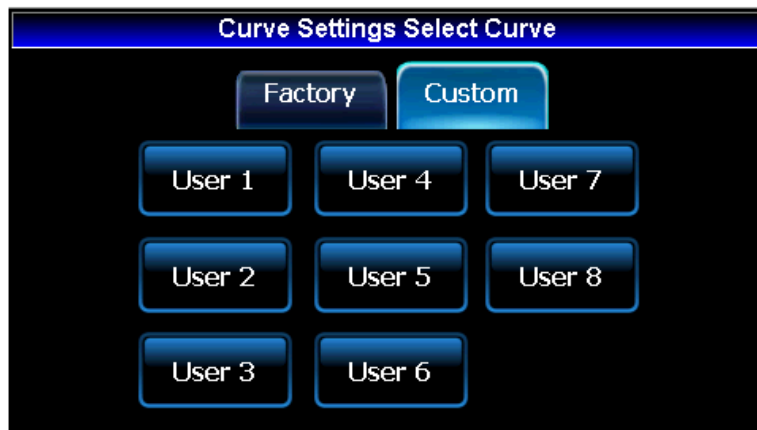 Curve Settings Select Curve
Factory Custom
User 1 User 4 User 7
User 2 User 5 User 8
User 3 User 6